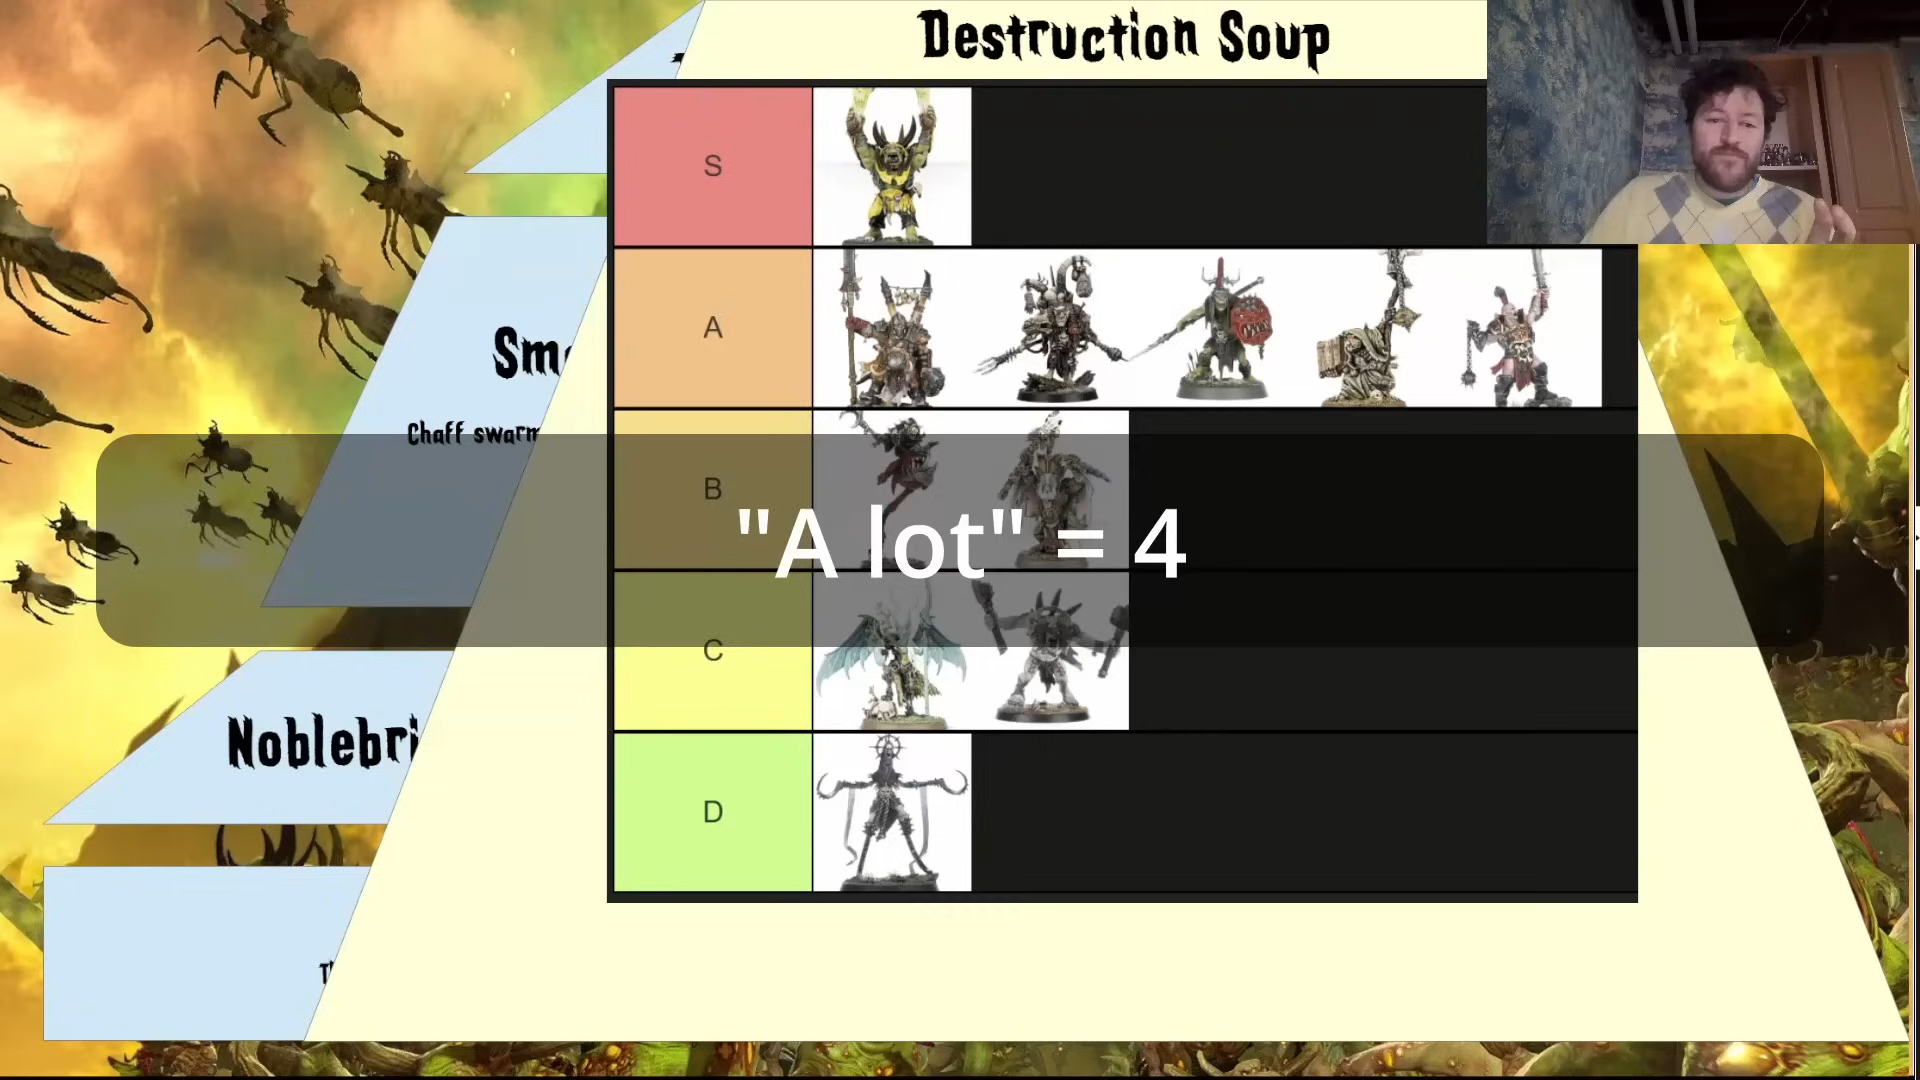 Destruction Soup
S
A
Chaff swarm
B
"A lot" = 4
C
Noblebri
D